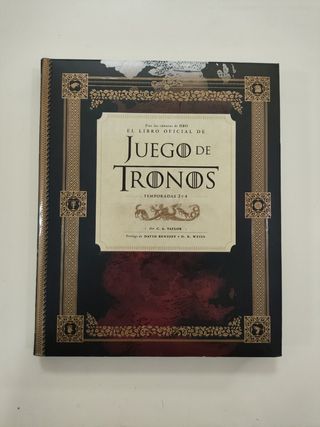 Tras las cámaras de HBO
EL LIBRO OFICIAL DE
JUEGO DE
TRONOS
TEMPORADAS 3 Y 4
Por C. A. TAYLOR
Prólogo de DAVID BENIOFF y D. B. WEISS